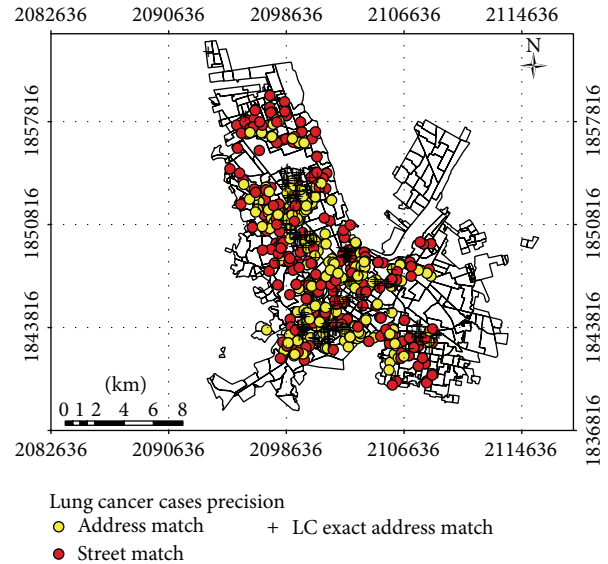 2082636 2090636 2098636 2106636 2114636
N
1857816 1857816
1850816 1850816
1843816 1843816
1836816
(km)
0 1 2 4 6 8
2082636 2090636 2098636 2106636 2114636
Lung cancer cases precision
Address match + LC exact address match
Street match